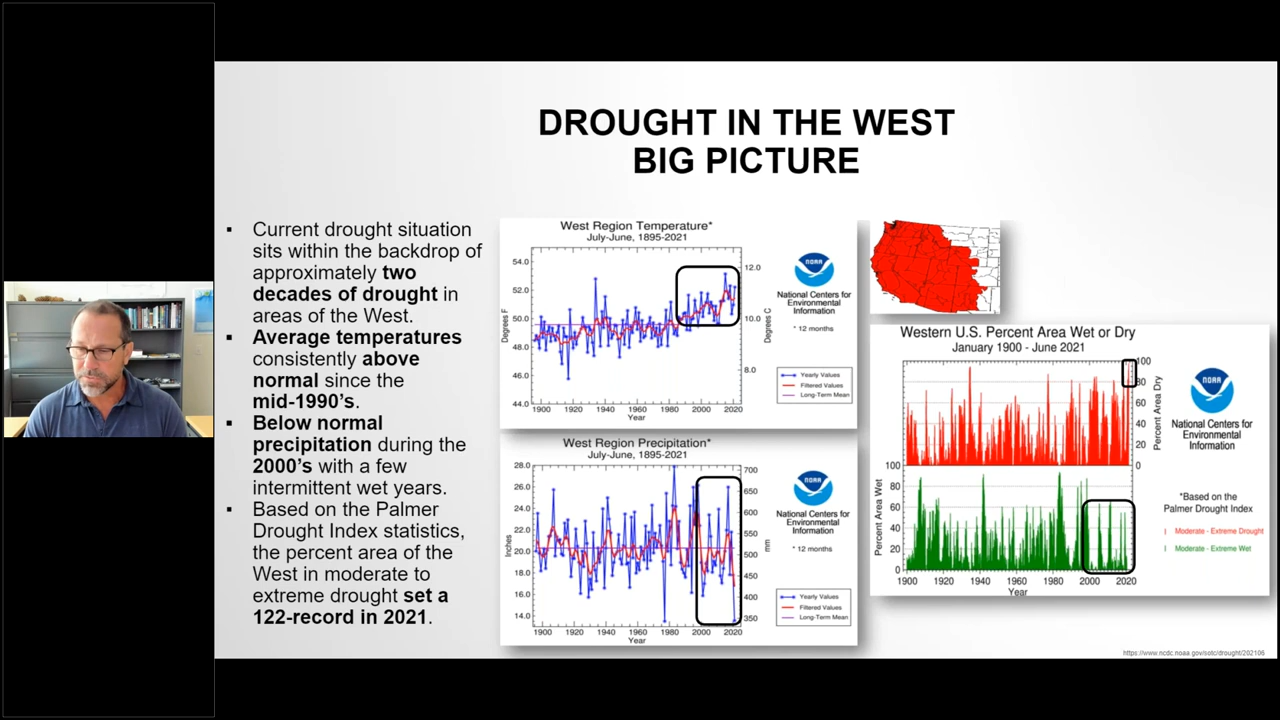 DROUGHT IN THE WEST
BIG PICTURE
▪ Current drought situation
sits within the backdrop of
approximately two
decades of drought in
areas of the West.
▪ Average temperatures
consistently above
normal since the
mid-1990's.
▪ Below normal
precipitation during the
2000's with a few
intermittent wet years.
▪ Based on the Palmer
Drought Index statistics,
the percent area of the
West in moderate to
extreme drought set a
122-record in 2021.
West Region Temperature*
July-June, 1895-2021
54.0
52.0
50.0
48.0
46.0
44.0
Degrees F
12.0
10.0
8.0
Degrees C
1900 1920 1940 1960 1980 2000 2020
Year
NOAA
National Centers for
Environmental
Information
* 12 months
Yearly Values
Filtered Values
Long-Term Mean
West Region Precipitation*
July-June, 1895-2021
28.0
26.0
24.0
22.0
20.0
18.0
16.0
14.0
Inches
700
650
600
550
500
450
400
350
mm
1900 1920 1940 1960 1980 2000 2020
Year
NOAA
National Centers for
Environmental
Information
* 12 months
Yearly Values
Filtered Values
Long-Term Mean
Western U.S. Percent Area Wet or Dry
January 1900 - June 2021
100
80
60
40
20
0
Percent Area Dry
100
80
60
40
20
0
Percent Area Wet
1900 1920 1940 1960 1980 2000 2020
Year
NOAA
National Centers for
Environmental
Information
*Based on the
Palmer Drought Index
Moderate - Extreme Drought
Moderate - Extreme Wet
https://www.ncdc.noaa.gov/sotc/drought/202106